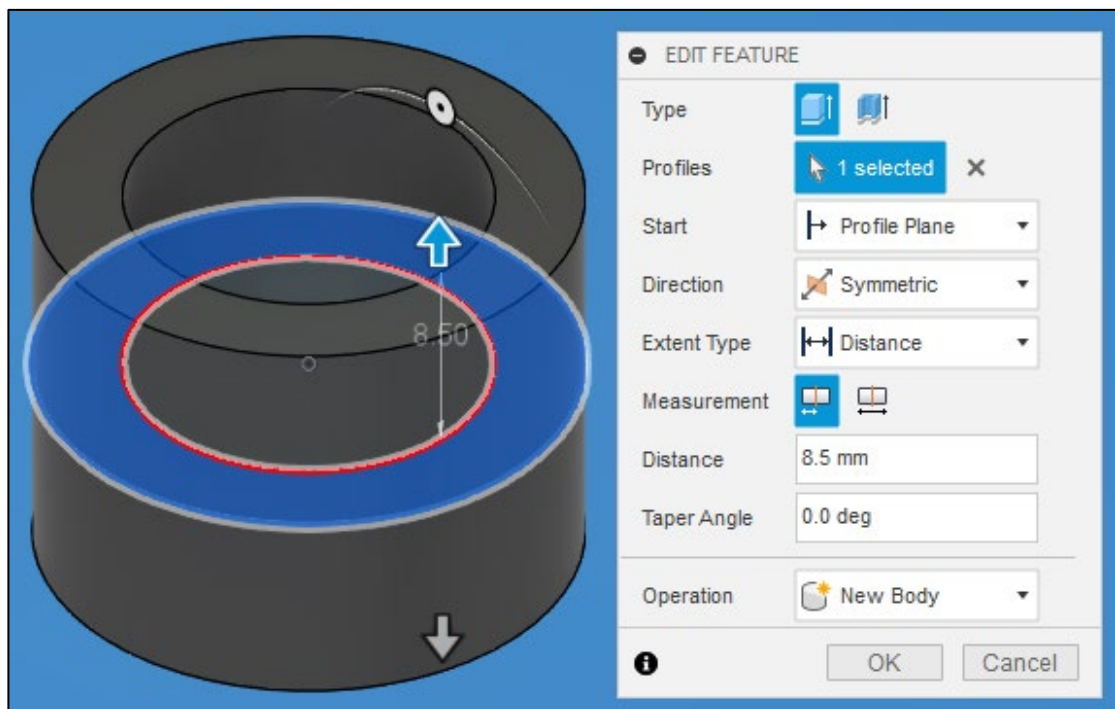 EDIT FEATURE
Type
Profiles 1 selected
Start Profile Plane
Direction Symmetric
Extent Type Distance
Measurement
Distance 8.5 mm
Taper Angle 0.0 deg
Operation New Body
OK Cancel
8.50